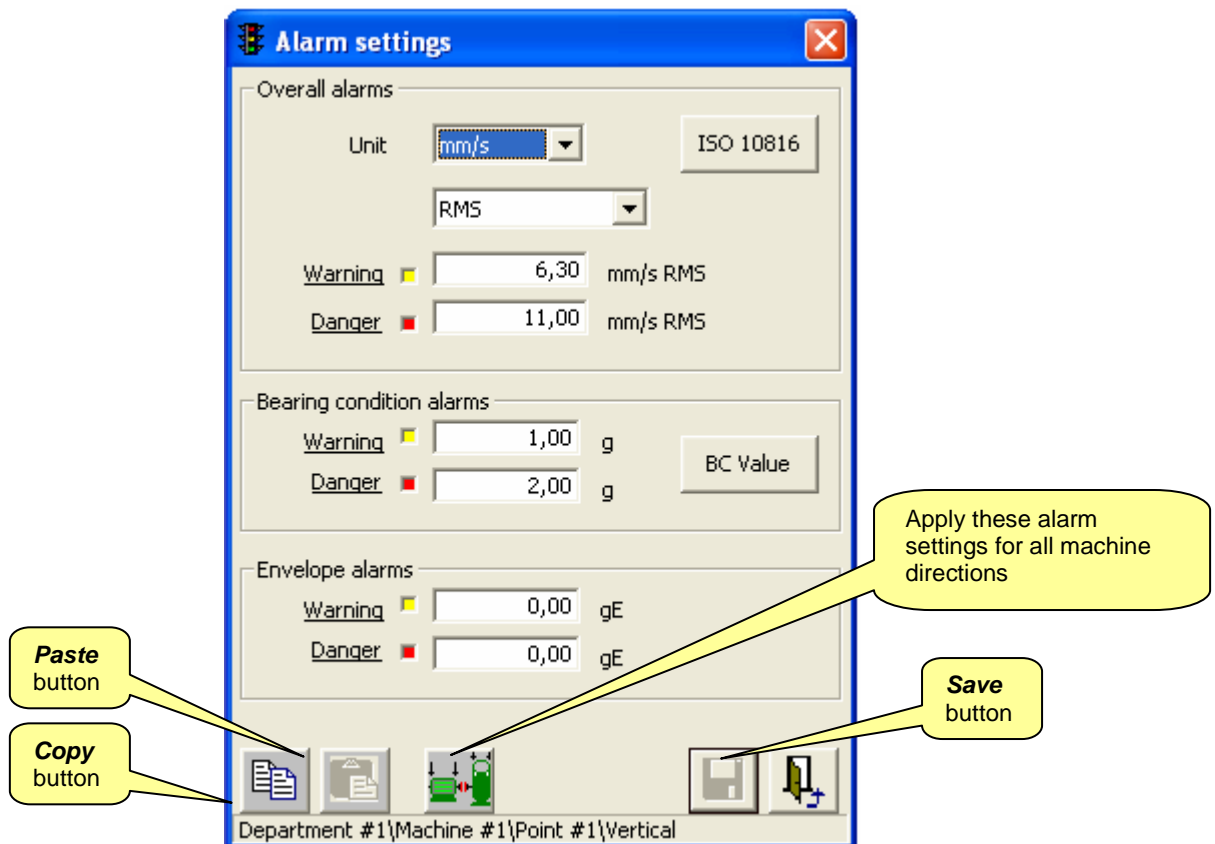 Alarm settings
Overall alarms
Unit mm/s ISO 10816
RMS
Warning 6,30 mm/s RMS
Danger 11,00 mm/s RMS
Bearing condition alarms
Warning 1,00 g
BC Value
Danger 2,00 g
Apply these alarm
settings for all machine
directions
Envelope alarms
Warning 0,00 gE
Danger 0,00 gE
Paste
button
Save
button
Copy
button
Department #1\Machine #1\Point #1\Vertical